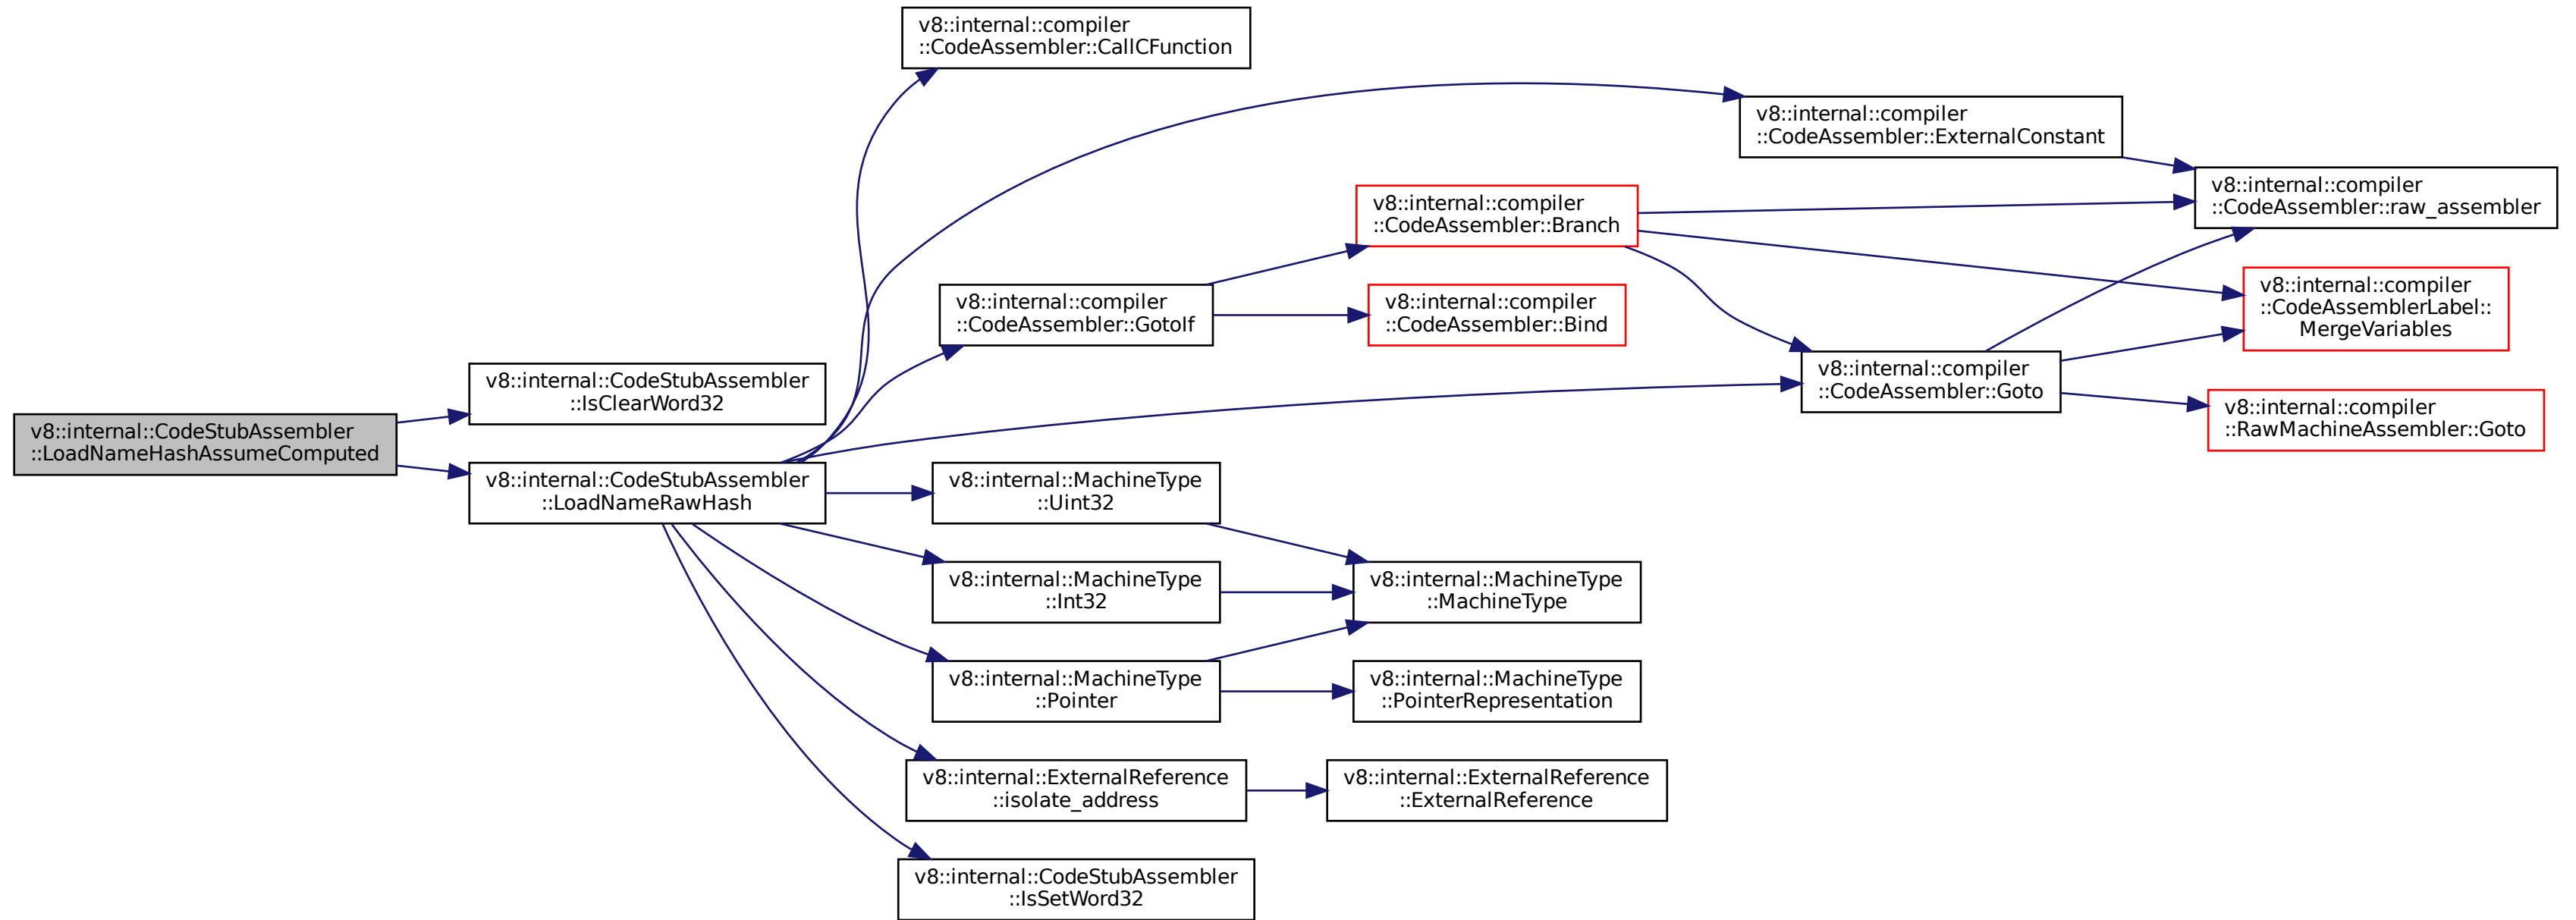 v8::internal::CodeStubAssembler
::LoadNameHashAssumeComputed
v8::internal::CodeStubAssembler
::IsClearWord32
v8::internal::CodeStubAssembler
::LoadNameRawHash
v8::internal::compiler
::CodeAssembler::CallCFunction
v8::internal::compiler
::CodeAssembler::ExternalConstant
v8::internal::compiler
::CodeAssembler::raw_assembler
v8::internal::compiler
::CodeAssembler::GotoIf
v8::internal::compiler
::CodeAssembler::Branch
v8::internal::compiler
::CodeAssembler::Bind
v8::internal::compiler
::CodeAssembler::Goto
v8::internal::compiler
::CodeAssemblerLabel::
MergeVariables
v8::internal::compiler
::RawMachineAssembler::Goto
v8::internal::MachineType
::Uint32
v8::internal::MachineType
::Int32
v8::internal::MachineType
::MachineType
v8::internal::MachineType
::Pointer
v8::internal::MachineType
::PointerRepresentation
v8::internal::ExternalReference
::isolate_address
v8::internal::ExternalReference
::ExternalReference
v8::internal::CodeStubAssembler
::IsSetWord32